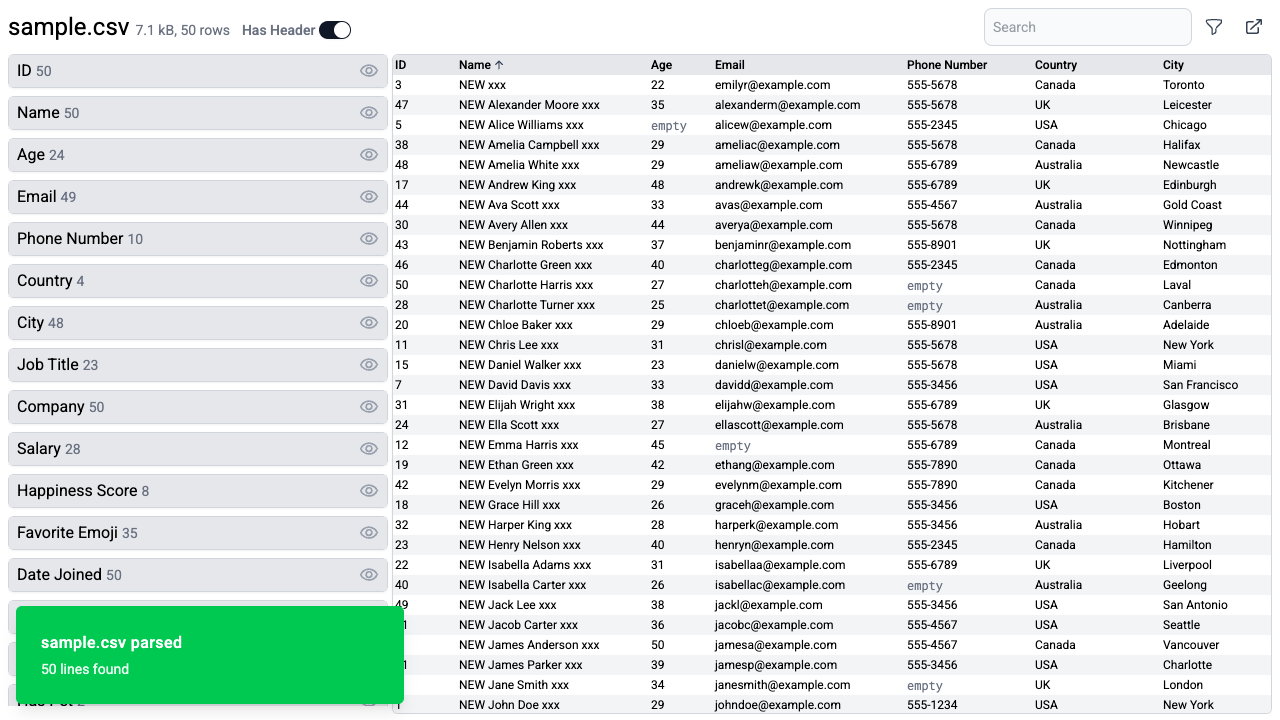 sample.csv 7.1 kB, 50 rows Has Header Search
ID 50
Name 50
Age 24
Email 49
Phone Number 10
Country 4
City 48
Job Title 23
Company 50
Salary 28
Happiness Score 8
Favorite Emoji 35
Date Joined 50
sample.csv parsed
50 lines found
ID Name ↑ Age Email Phone Number Country City
3 NEW xxx 22 emilyr@example.com 555-5678 Canada Toronto
47 NEW Alexander Moore xxx 35 alexanderm@example.com 555-5678 UK Leicester
5 NEW Alice Williams xxx empty alicew@example.com 555-2345 USA Chicago
38 NEW Amelia Campbell xxx 29 ameliac@example.com 555-5678 Canada Halifax
48 NEW Amelia White xxx 29 ameliaw@example.com 555-6789 Australia Newcastle
17 NEW Andrew King xxx 48 andrewk@example.com 555-6789 UK Edinburgh
44 NEW Ava Scott xxx 33 avas@example.com 555-4567 Australia Gold Coast
30 NEW Avery Allen xxx 44 averya@example.com 555-5678 Canada Winnipeg
43 NEW Benjamin Roberts xxx 37 benjaminr@example.com 555-8901 UK Nottingham
46 NEW Charlotte Green xxx 40 charlotteg@example.com 555-2345 Canada Edmonton
50 NEW Charlotte Harris xxx 27 charlotteh@example.com empty Canada Laval
28 NEW Charlotte Turner xxx 25 charlottet@example.com empty Australia Canberra
20 NEW Chloe Baker xxx 29 chloeb@example.com 555-8901 Australia Adelaide
11 NEW Chris Lee xxx 31 chrisl@example.com 555-5678 USA New York
15 NEW Daniel Walker xxx 23 danielw@example.com 555-5678 USA Miami
7 NEW David Davis xxx 33 davidd@example.com 555-3456 USA San Francisco
31 NEW Elijah Wright xxx 38 elijahw@example.com 555-6789 UK Glasgow
24 NEW Ella Scott xxx 27 ellascott@example.com 555-5678 Australia Brisbane
12 NEW Emma Harris xxx 45 empty 555-6789 Canada Montreal
19 NEW Ethan Green xxx 42 ethang@example.com 555-7890 Canada Ottawa
42 NEW Evelyn Morris xxx 29 evelynm@example.com 555-7890 Canada Kitchener
18 NEW Grace Hill xxx 26 graceh@example.com 555-3456 USA Boston
32 NEW Harper King xxx 28 harperk@example.com 555-3456 Australia Hobart
23 NEW Henry Nelson xxx 40 henryn@example.com 555-2345 Canada Hamilton
22 NEW Isabella Adams xxx 31 isabellaa@example.com 555-6789 UK Liverpool
40 NEW Isabella Carter xxx 26 isabellac@example.com empty Australia Geelong
49 NEW Jack Lee xxx 38 jackl@example.com 555-3456 USA San Antonio
NEW Jacob Carter xxx 36 jacobc@example.com 555-4567 USA Seattle
NEW James Anderson xxx 50 jamesa@example.com 555-4567 Canada Vancouver
NEW James Parker xxx 39 jamesp@example.com 555-3456 USA Charlotte
NEW Jane Smith xxx 34 janesmith@example.com empty UK London
1 NEW John Doe xxx 29 johndoe@example.com 555-1234 USA New York